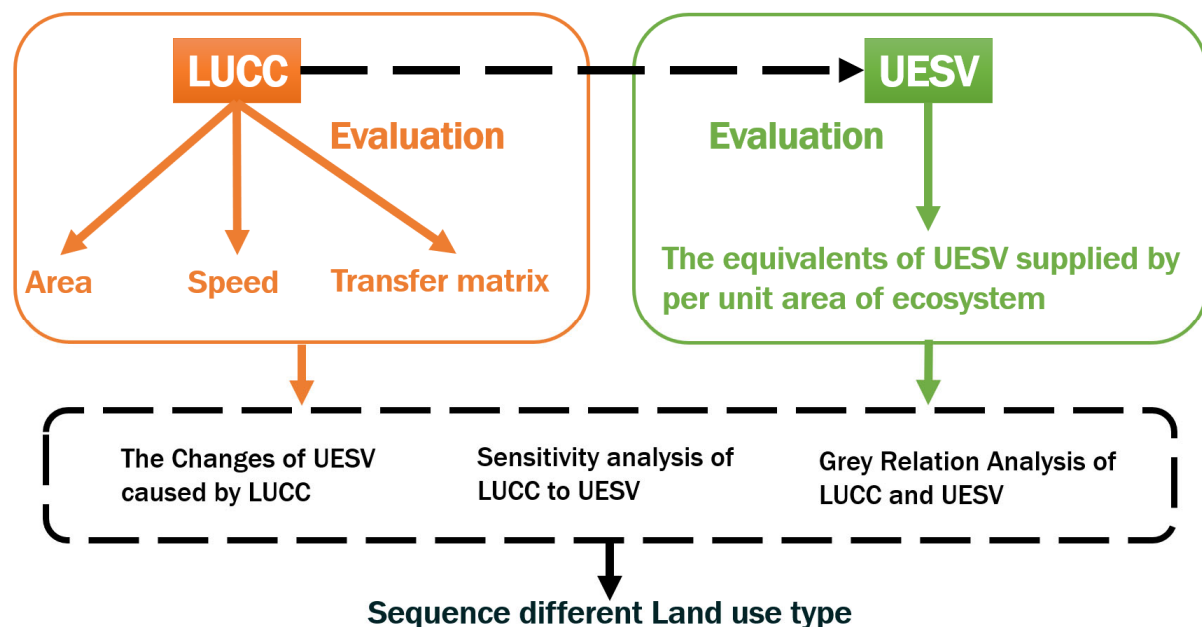 LUCC
UESV
Evaluation
Evaluation
Area
Speed
Transfer matrix
The equivalents of UESV supplied by
per unit area of ecosystem
The Changes of UESV
caused by LUCC
Sensitivity analysis of
LUCC to UESV
Grey Relation Analysis of
LUCC and UESV
Sequence different Land use type